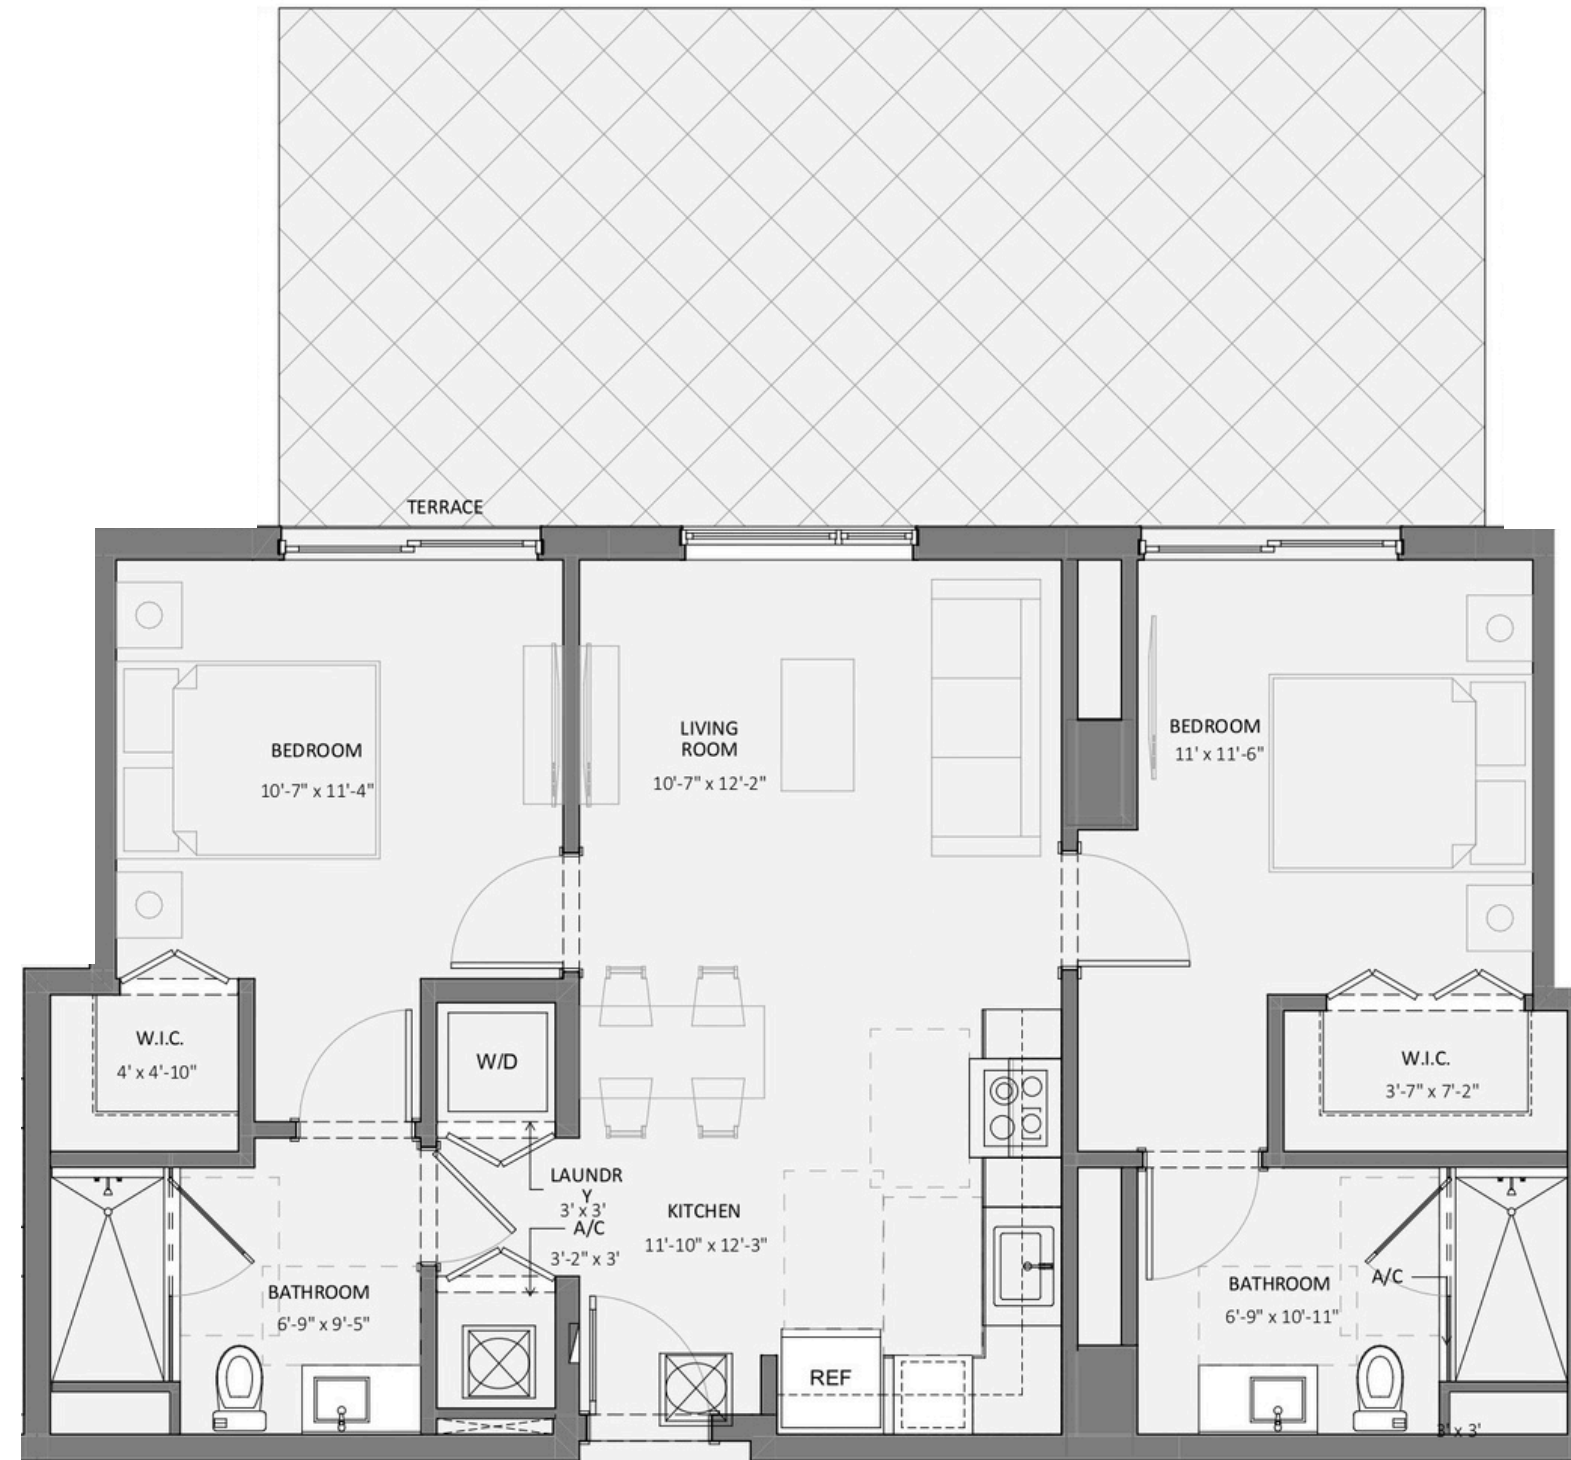 TERRACE
BEDROOM
10'-7" x 11'-4"
LIVING
ROOM
10'-7" x 12'-2"
BEDROOM
11' x 11'-6"
W.I.C.
4' x 4'-10"
W/D
W.I.C.
3'-7" x 7'-2"
LAUNDR
Y
3' x 3'
A/C
3'-2" x 3'
KITCHEN
11'-10" x 12'-3"
BATHROOM
6'-9" x 9'-5"
BATHROOM
6'-9" x 10'-11"
A/C
REF
3' x 3'